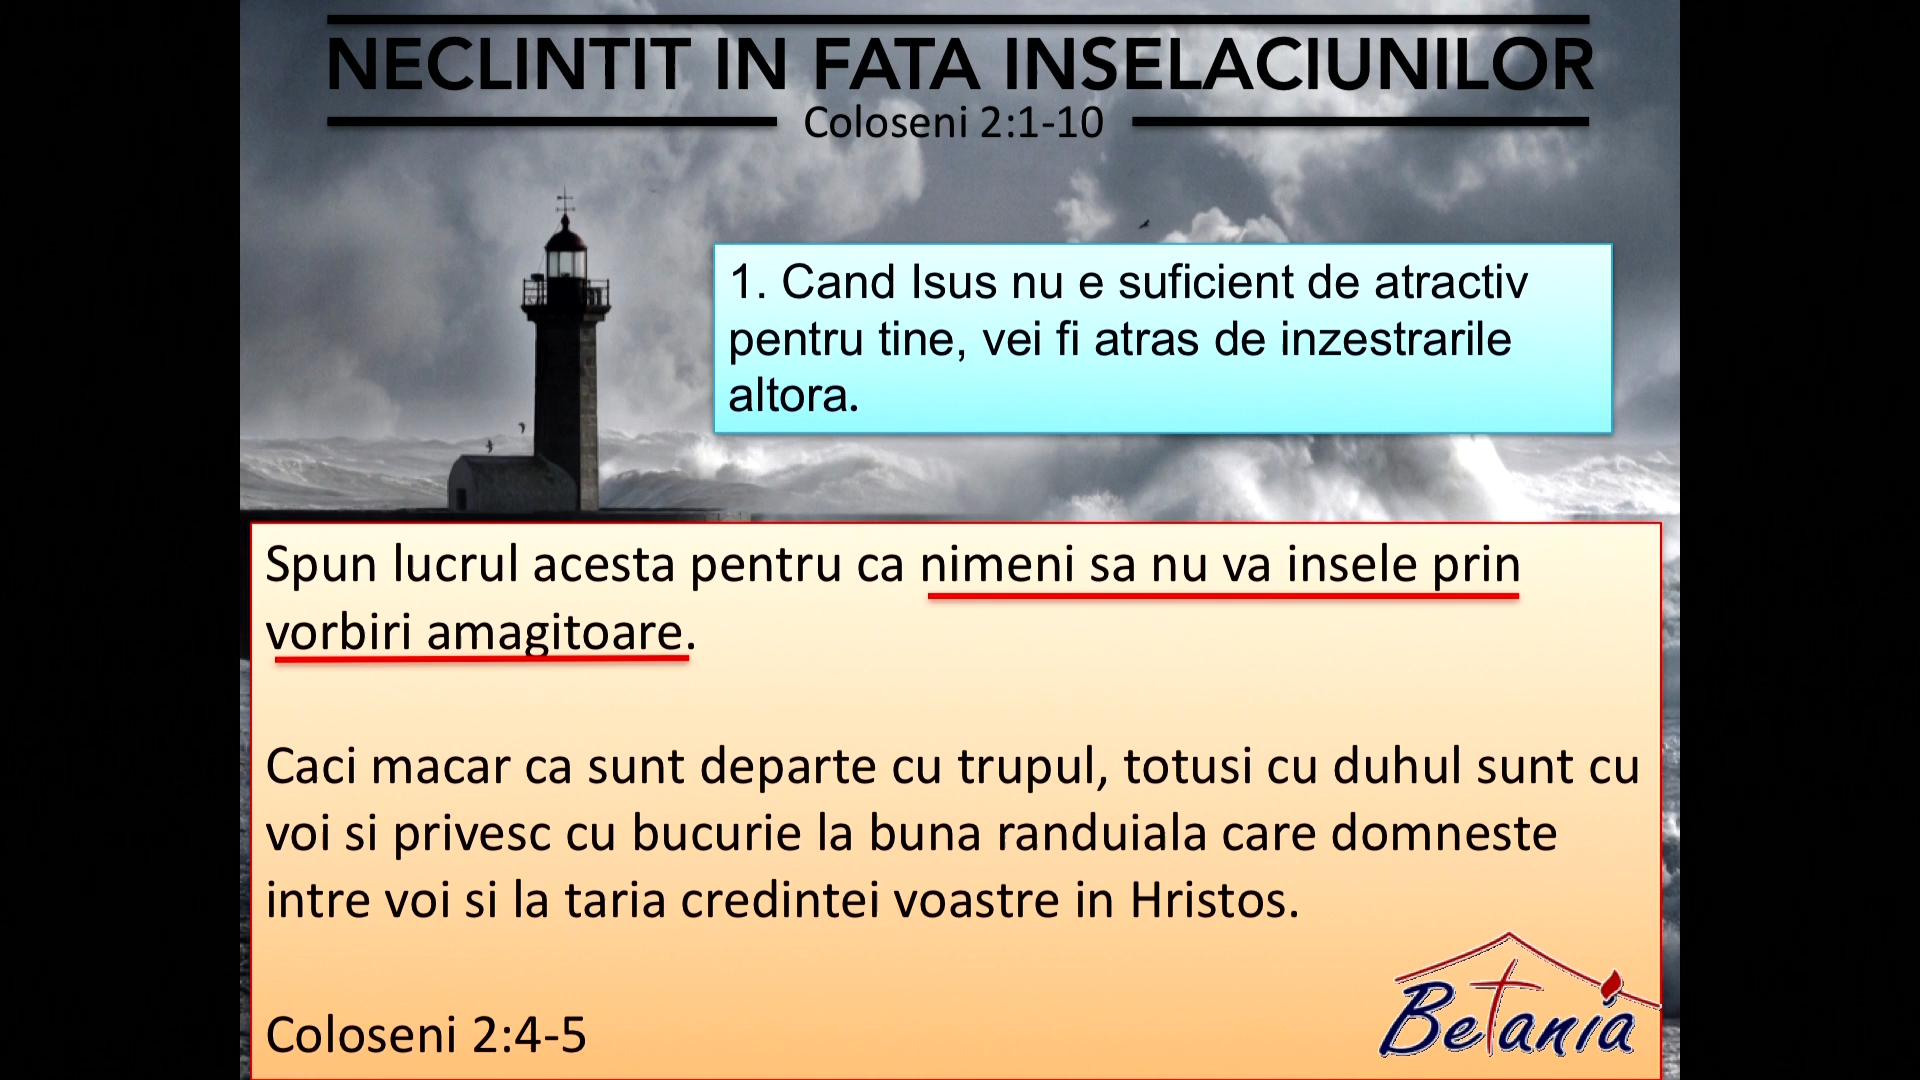 NECLINTIT IN FATA INSELACIUNILOR
Coloseni 2:1-10
1. Cand Isus nu e suficient de atractiv
pentru tine, vei fi atras de inzestrarile
altora.
Spun lucrul acesta pentru ca nimeni sa nu va insele prin
vorbiri amagitoare.
Caci macar ca sunt departe cu trupul, totusi cu duhul sunt cu
voi si privesc cu bucurie la buna randuiala care domneste
intre voi si la taria credintei voastre in Hristos.
Coloseni 2:4-5
Betania